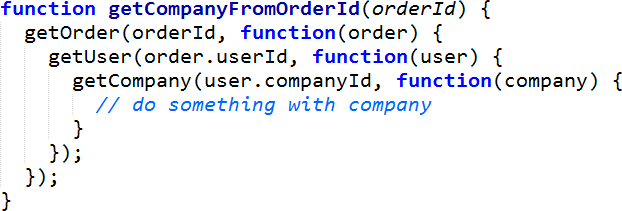 function getCompanyFromOrderId(orderId) {
  getOrder(orderId, function(order) {
    getUser(order.userId, function(user) {
      getCompany(user.companyId, function(company) {
        // do something with company
      }
    });
  });
}